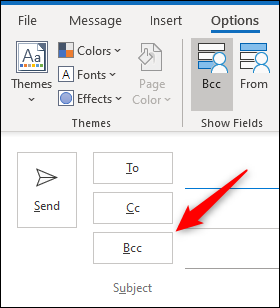 File Message Insert Options
Aa
Themes
Colors
Fonts
Effects
Page
Color
Bcc From
Themes Show Fields
To
Send
Cc
Bcc
Subject